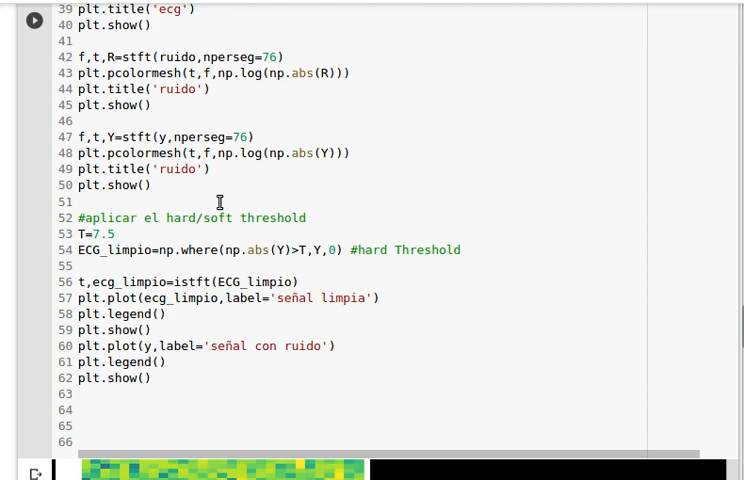 39 plt.title('ecg')
40 plt.show()
41
42 f,t,R=stft(ruido,nperseg=76)
43 plt.pcolormesh(t,f,np.log(np.abs(R)))
44 plt.title('ruido')
45 plt.show()
46
47 f,t,Y=stft(y,nperseg=76)
48 plt.pcolormesh(t,f,np.log(np.abs(Y)))
49 plt.title('ruido')
50 plt.show()
51
52 #aplicar el hard/soft threshold
53 T=7.5
54 ECG_limpio=np.where(np.abs(Y)>T,Y,0) #hard Threshold
55
56 t,ecg_limpio=istft(ECG_limpio)
57 plt.plot(ecg_limpio,label='señal limpia')
58 plt.legend()
59 plt.show()
60 plt.plot(y,label='señal con ruido')
61 plt.legend()
62 plt.show()
63
64
65
66